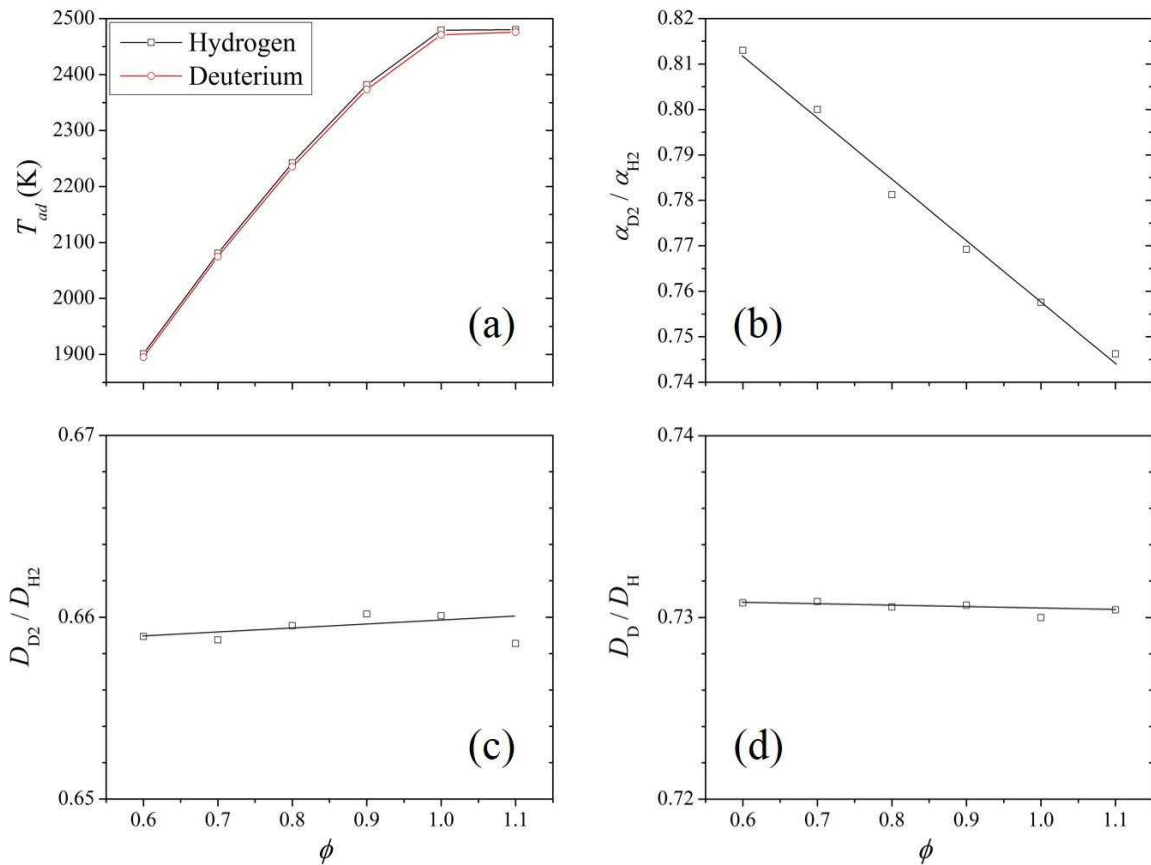 2500
2400
2300
2200
2100
2000
1900
T_ad (K)
Hydrogen
Deuterium
(a)
0.82
0.81
0.80
0.79
0.78
0.77
0.76
0.75
0.74
α_D2 / α_H2
(b)
0.67
0.66
0.65
D_D2 / D_H2
(c)
0.6 0.7 0.8 0.9 1.0 1.1
ϕ
0.74
0.73
0.72
D_D / D_H
(d)
0.6 0.7 0.8 0.9 1.0 1.1
ϕ